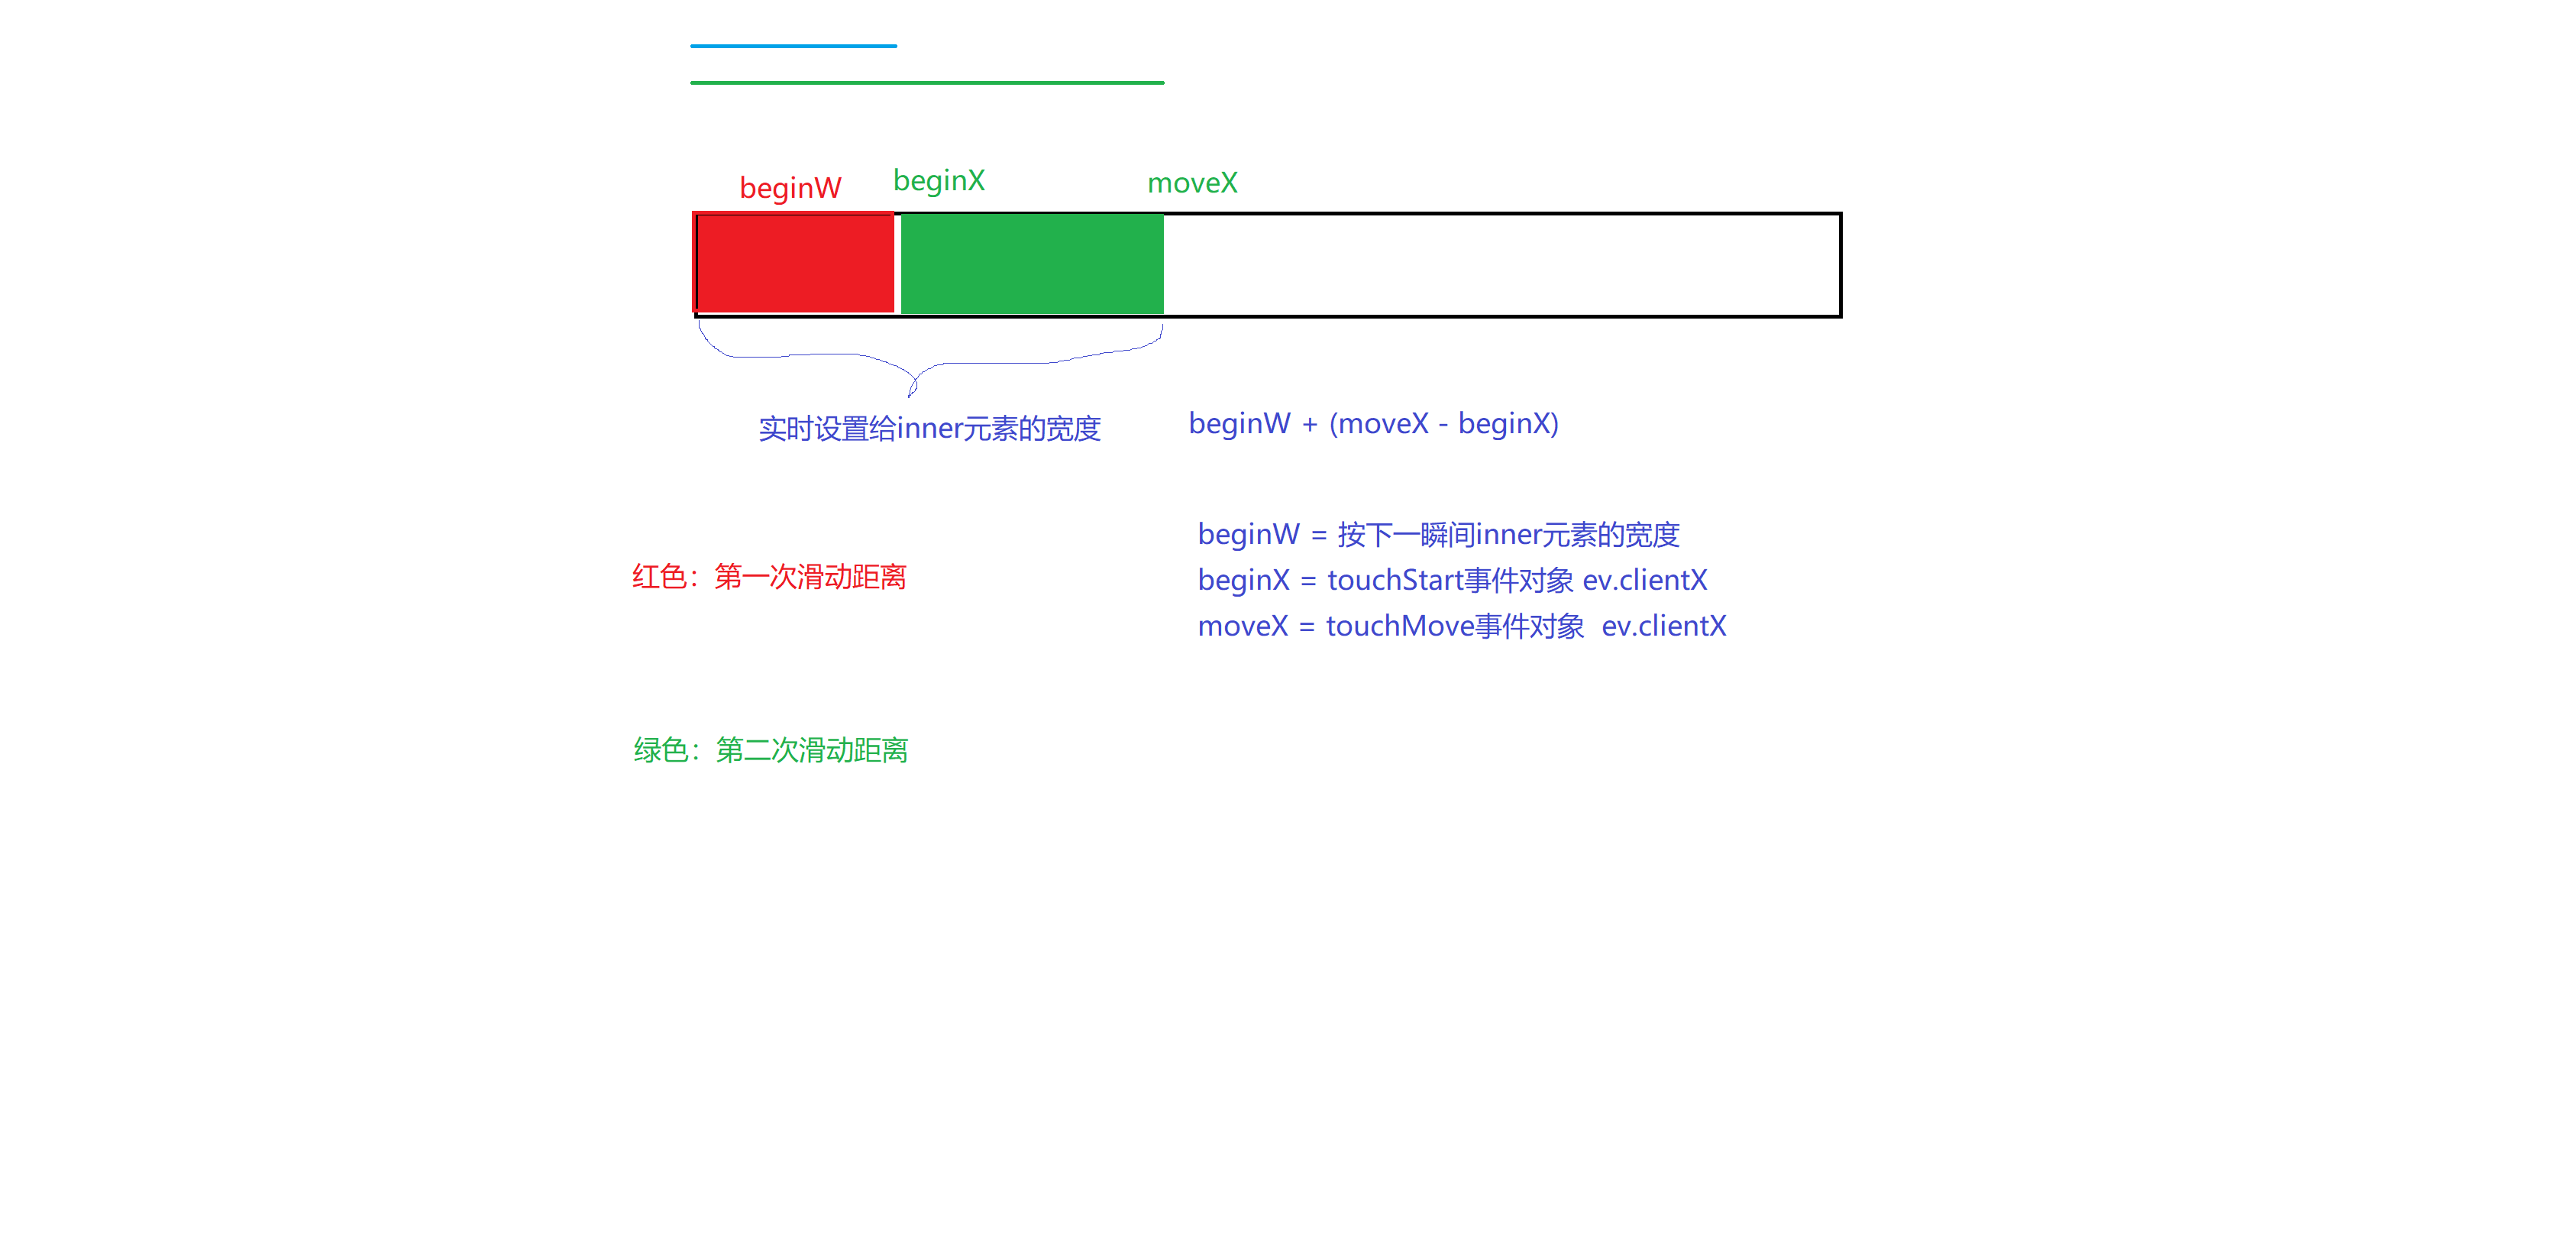 beginW
beginX
moveX
实时设置给inner元素的宽度
beginW + (moveX - beginX)
beginW = 按下一瞬间inner元素的宽度
beginX = touchStart事件对象 ev.clientX
moveX = touchMove事件对象 ev.clientX
红色：第一次滑动距离
绿色：第二次滑动距离